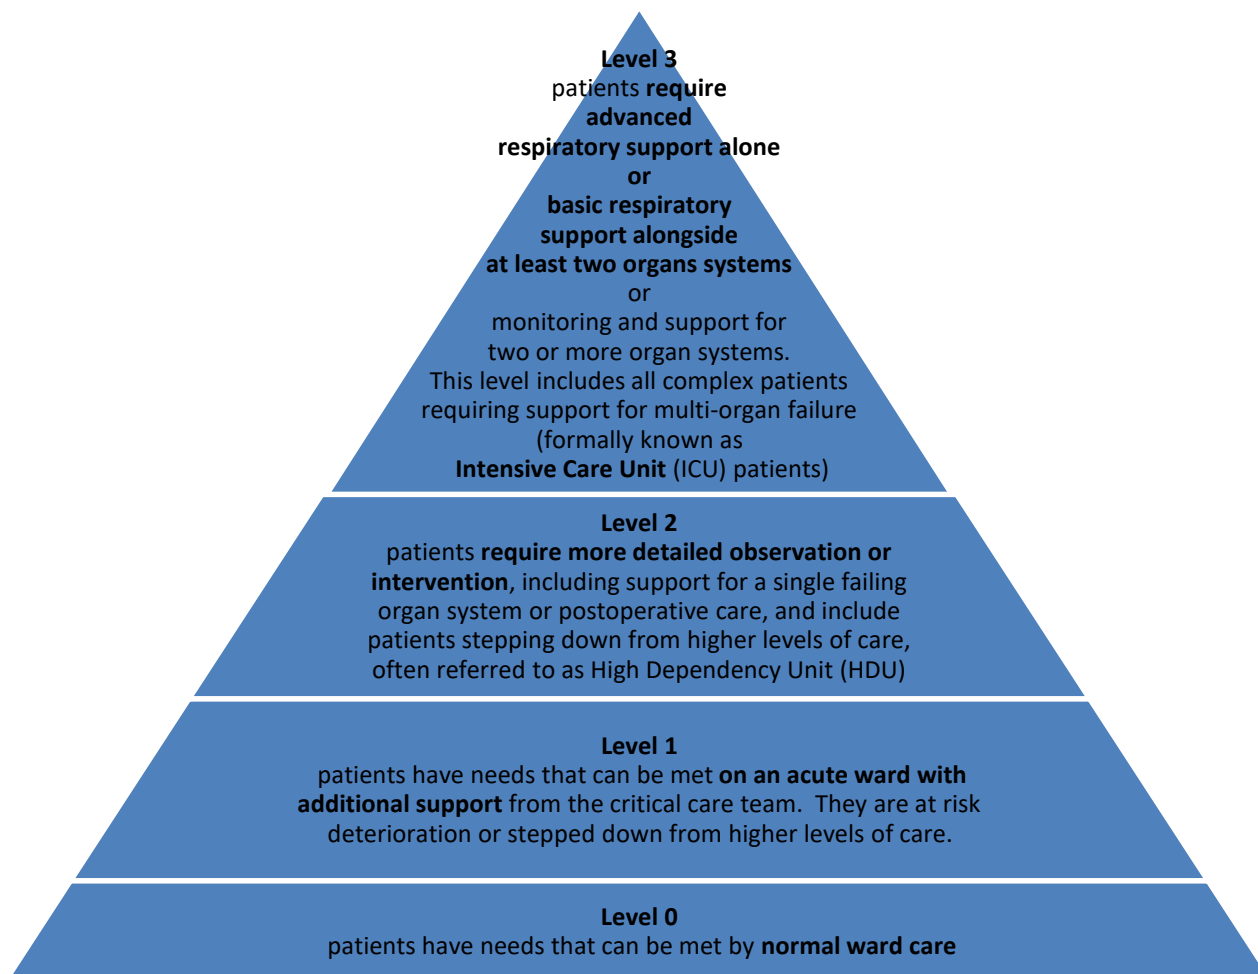 Level 3
patients require
advanced
respiratory support alone
or
basic respiratory
support alongside
at least two organs systems
or
monitoring and support for
two or more organ systems.
This level includes all complex patients
requiring support for multi-organ failure
(formally known as
Intensive Care Unit (ICU) patients)
Level 2
patients require more detailed observation or
intervention, including support for a single failing
organ system or postoperative care, and include
patients stepping down from higher levels of care,
often referred to as High Dependency Unit (HDU)
Level 1
patients have needs that can be met on an acute ward with
additional support from the critical care team.  They are at risk
deterioration or stepped down from higher levels of care.
Level 0
patients have needs that can be met by normal ward care